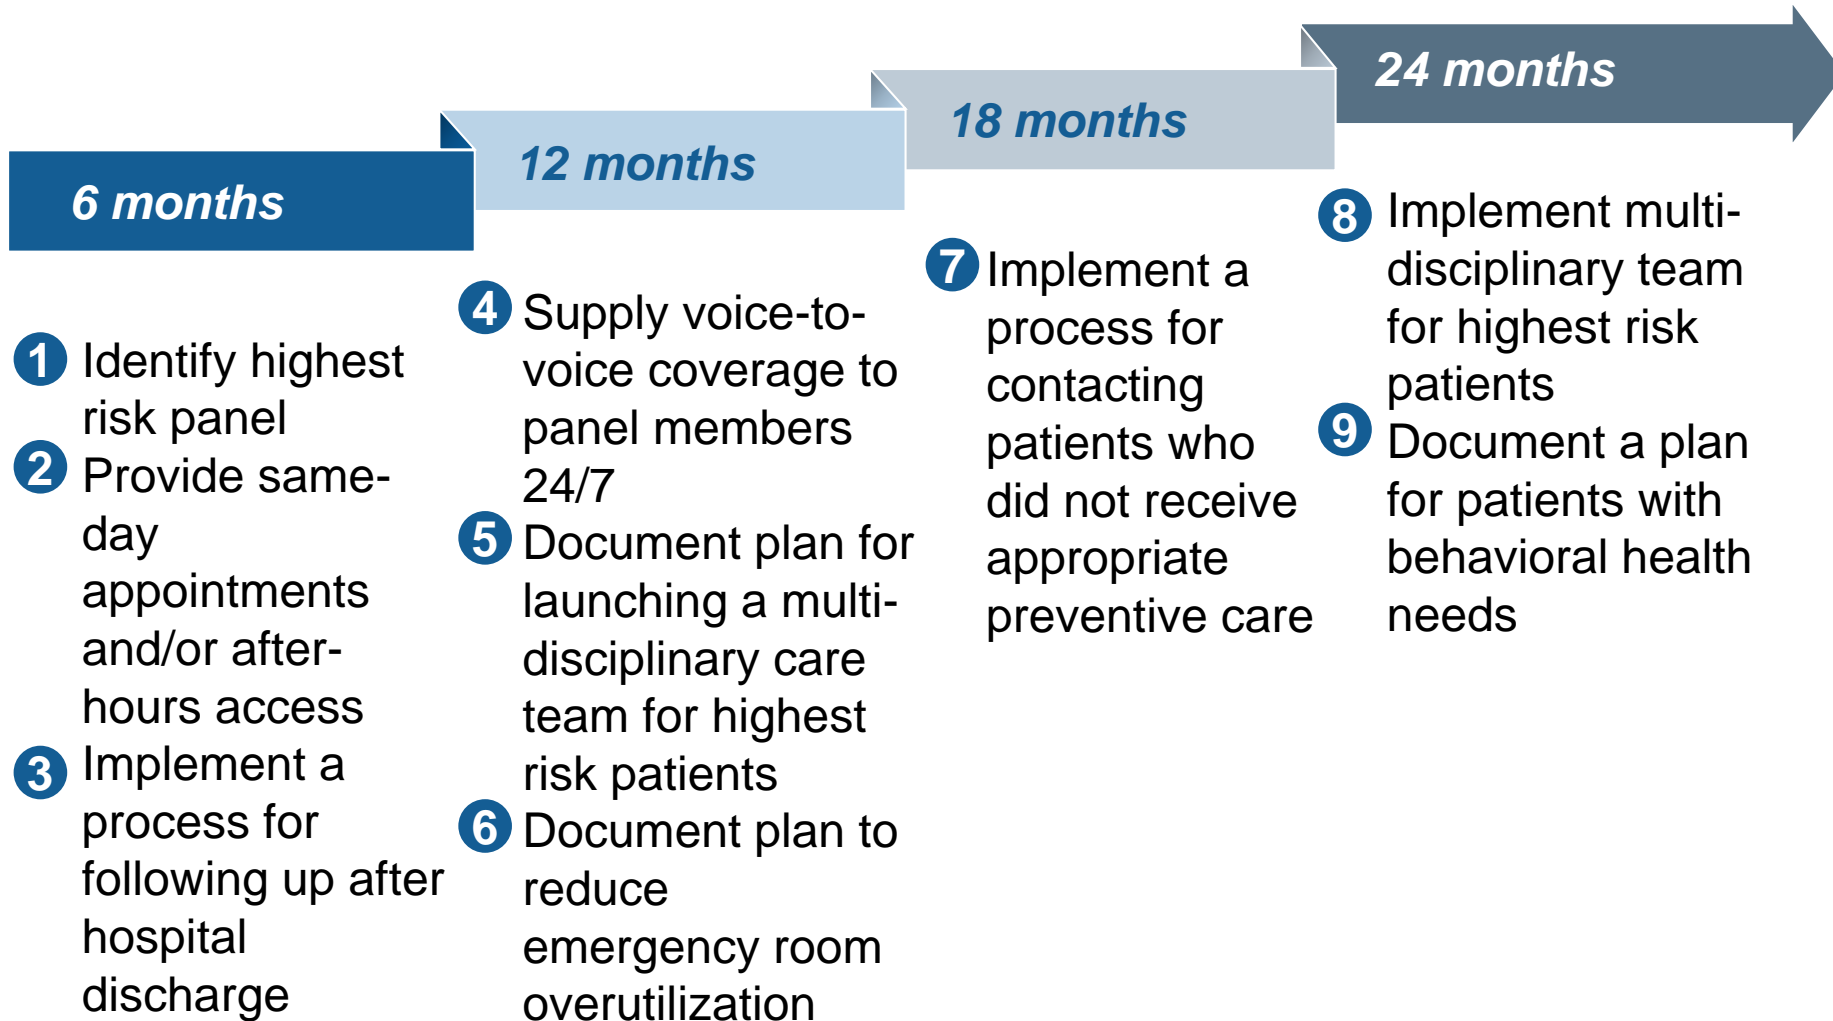 6 months
1 Identify highest
risk panel
2 Provide same-
day
appointments
and/or after-
hours access
3 Implement a
process for
following up after
hospital
discharge
12 months
4 Supply voice-to-
voice coverage to
panel members
24/7
5 Document plan for
launching a multi-
disciplinary care
team for highest
risk patients
6 Document plan to
reduce
emergency room
overutilization
18 months
7 Implement a
process for
contacting
patients who
did not receive
appropriate
preventive care
24 months
8 Implement multi-
disciplinary team
for highest risk
patients
9 Document a plan
for patients with
behavioral health
needs